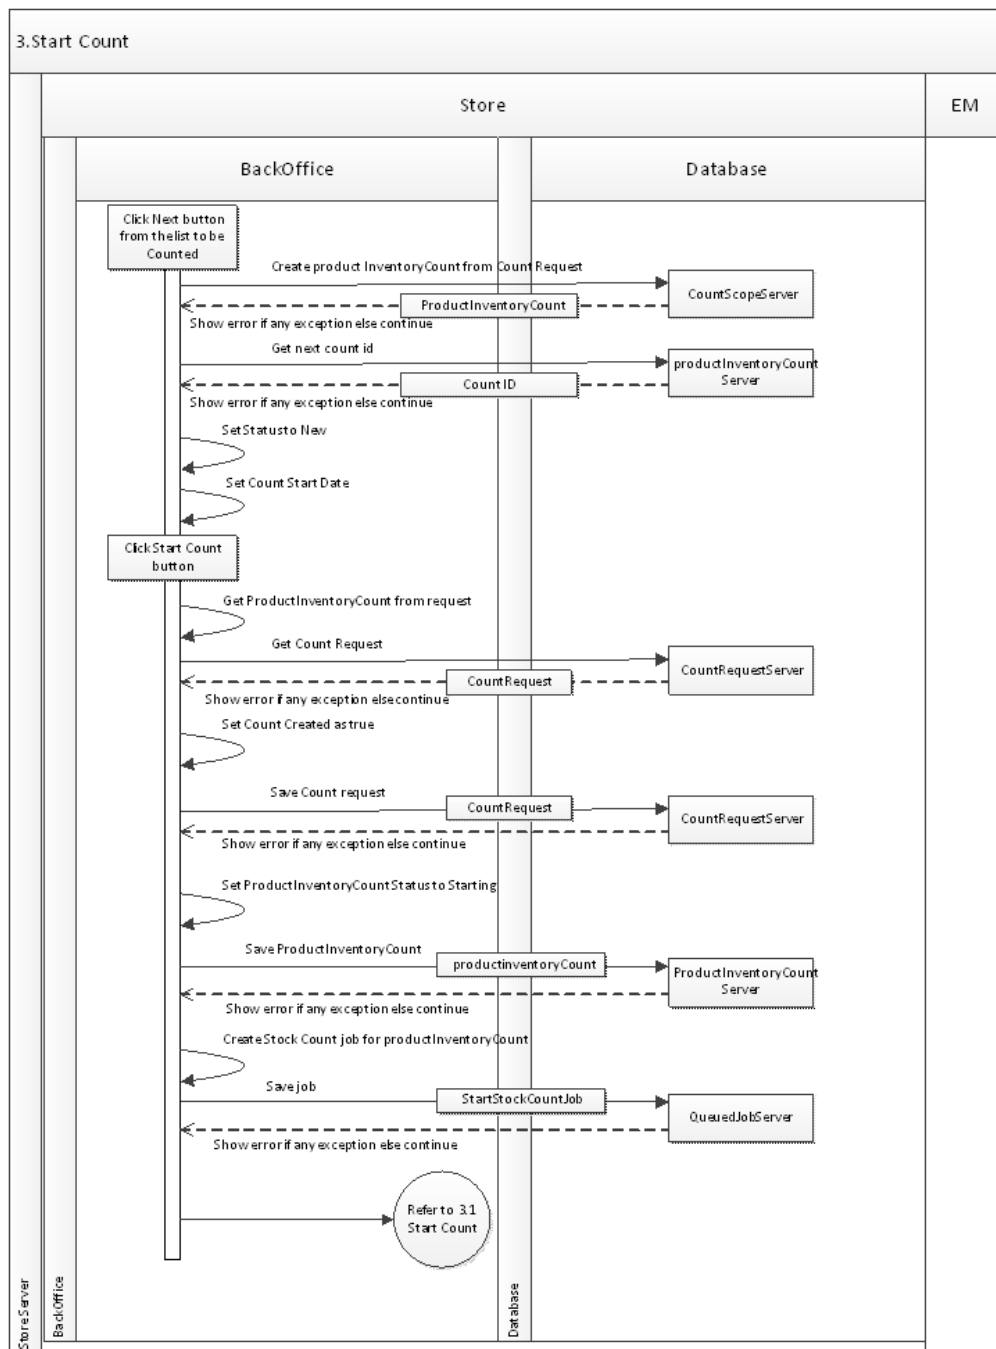 3.Start Count
Store
EM
BackOffice
Database
Click Next button
from the list to be
Counted
Create product InventoryCount from Count Request
CountScopeServer
ProductInventoryCount
Show error if any exception else continue
Get next count id
productInventoryCount
Server
Count ID
Show error if any exception else continue
Set Status to New
Set Count Start Date
Click Start Count
button
Get ProductInventoryCount from request
Get Count Request
CountRequestServer
CountRequest
Show error if any exception else continue
Set Count Created as true
Save Count request
CountRequest
CountRequestServer
Show error if any exception else continue
Set ProductInventoryCount Status to Starting
Save ProductInventoryCount
productinventoryCount
ProductInventoryCount
Server
Show error if any exception else continue
Create Stock Count job for productInventoryCount
Save job
StartStockCountJob
QueuedJobServer
Show error if any exception else continue
Refer to 3.1
Start Count
StoreServer
BackOffice
Database